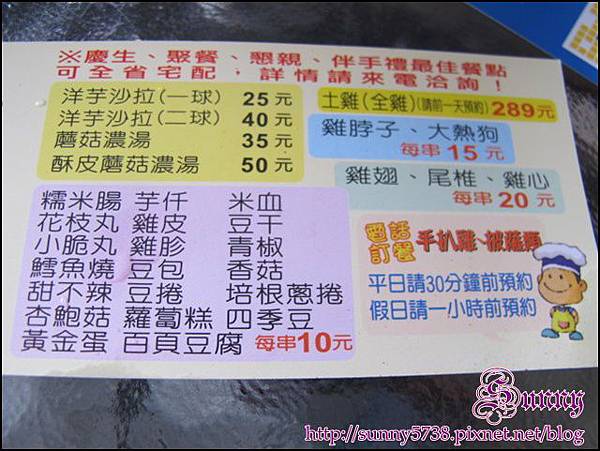 ※慶生、聚餐、懇親、伴手禮最佳餐點
可全省宅配，詳情請來電洽詢！
洋芋沙拉(一球) 25元
洋芋沙拉(二球) 40元
蘑菇濃湯 35元
酥皮蘑菇濃湯 50元
土雞(全雞)(請前一天預約) 289元
雞脖子、大熱狗
每串 15 元
雞翅、尾椎、雞心
每串 20 元
糯米腸 芋仟 米血
花枝丸 雞皮 豆干
小脆丸 雞胗 青椒
鱈魚燒 豆包 香菇
甜不辣 豆捲 培根蔥捲
杏鮑菇 蘿蔔糕 四季豆
黃金蛋 百頁豆腐 每串10元
電話
訂餐 手扒雞、披薩類
平日請30分鐘前預約
假日請一小時前預約
Sunny
http://sunny5738.pixnet.net/blog